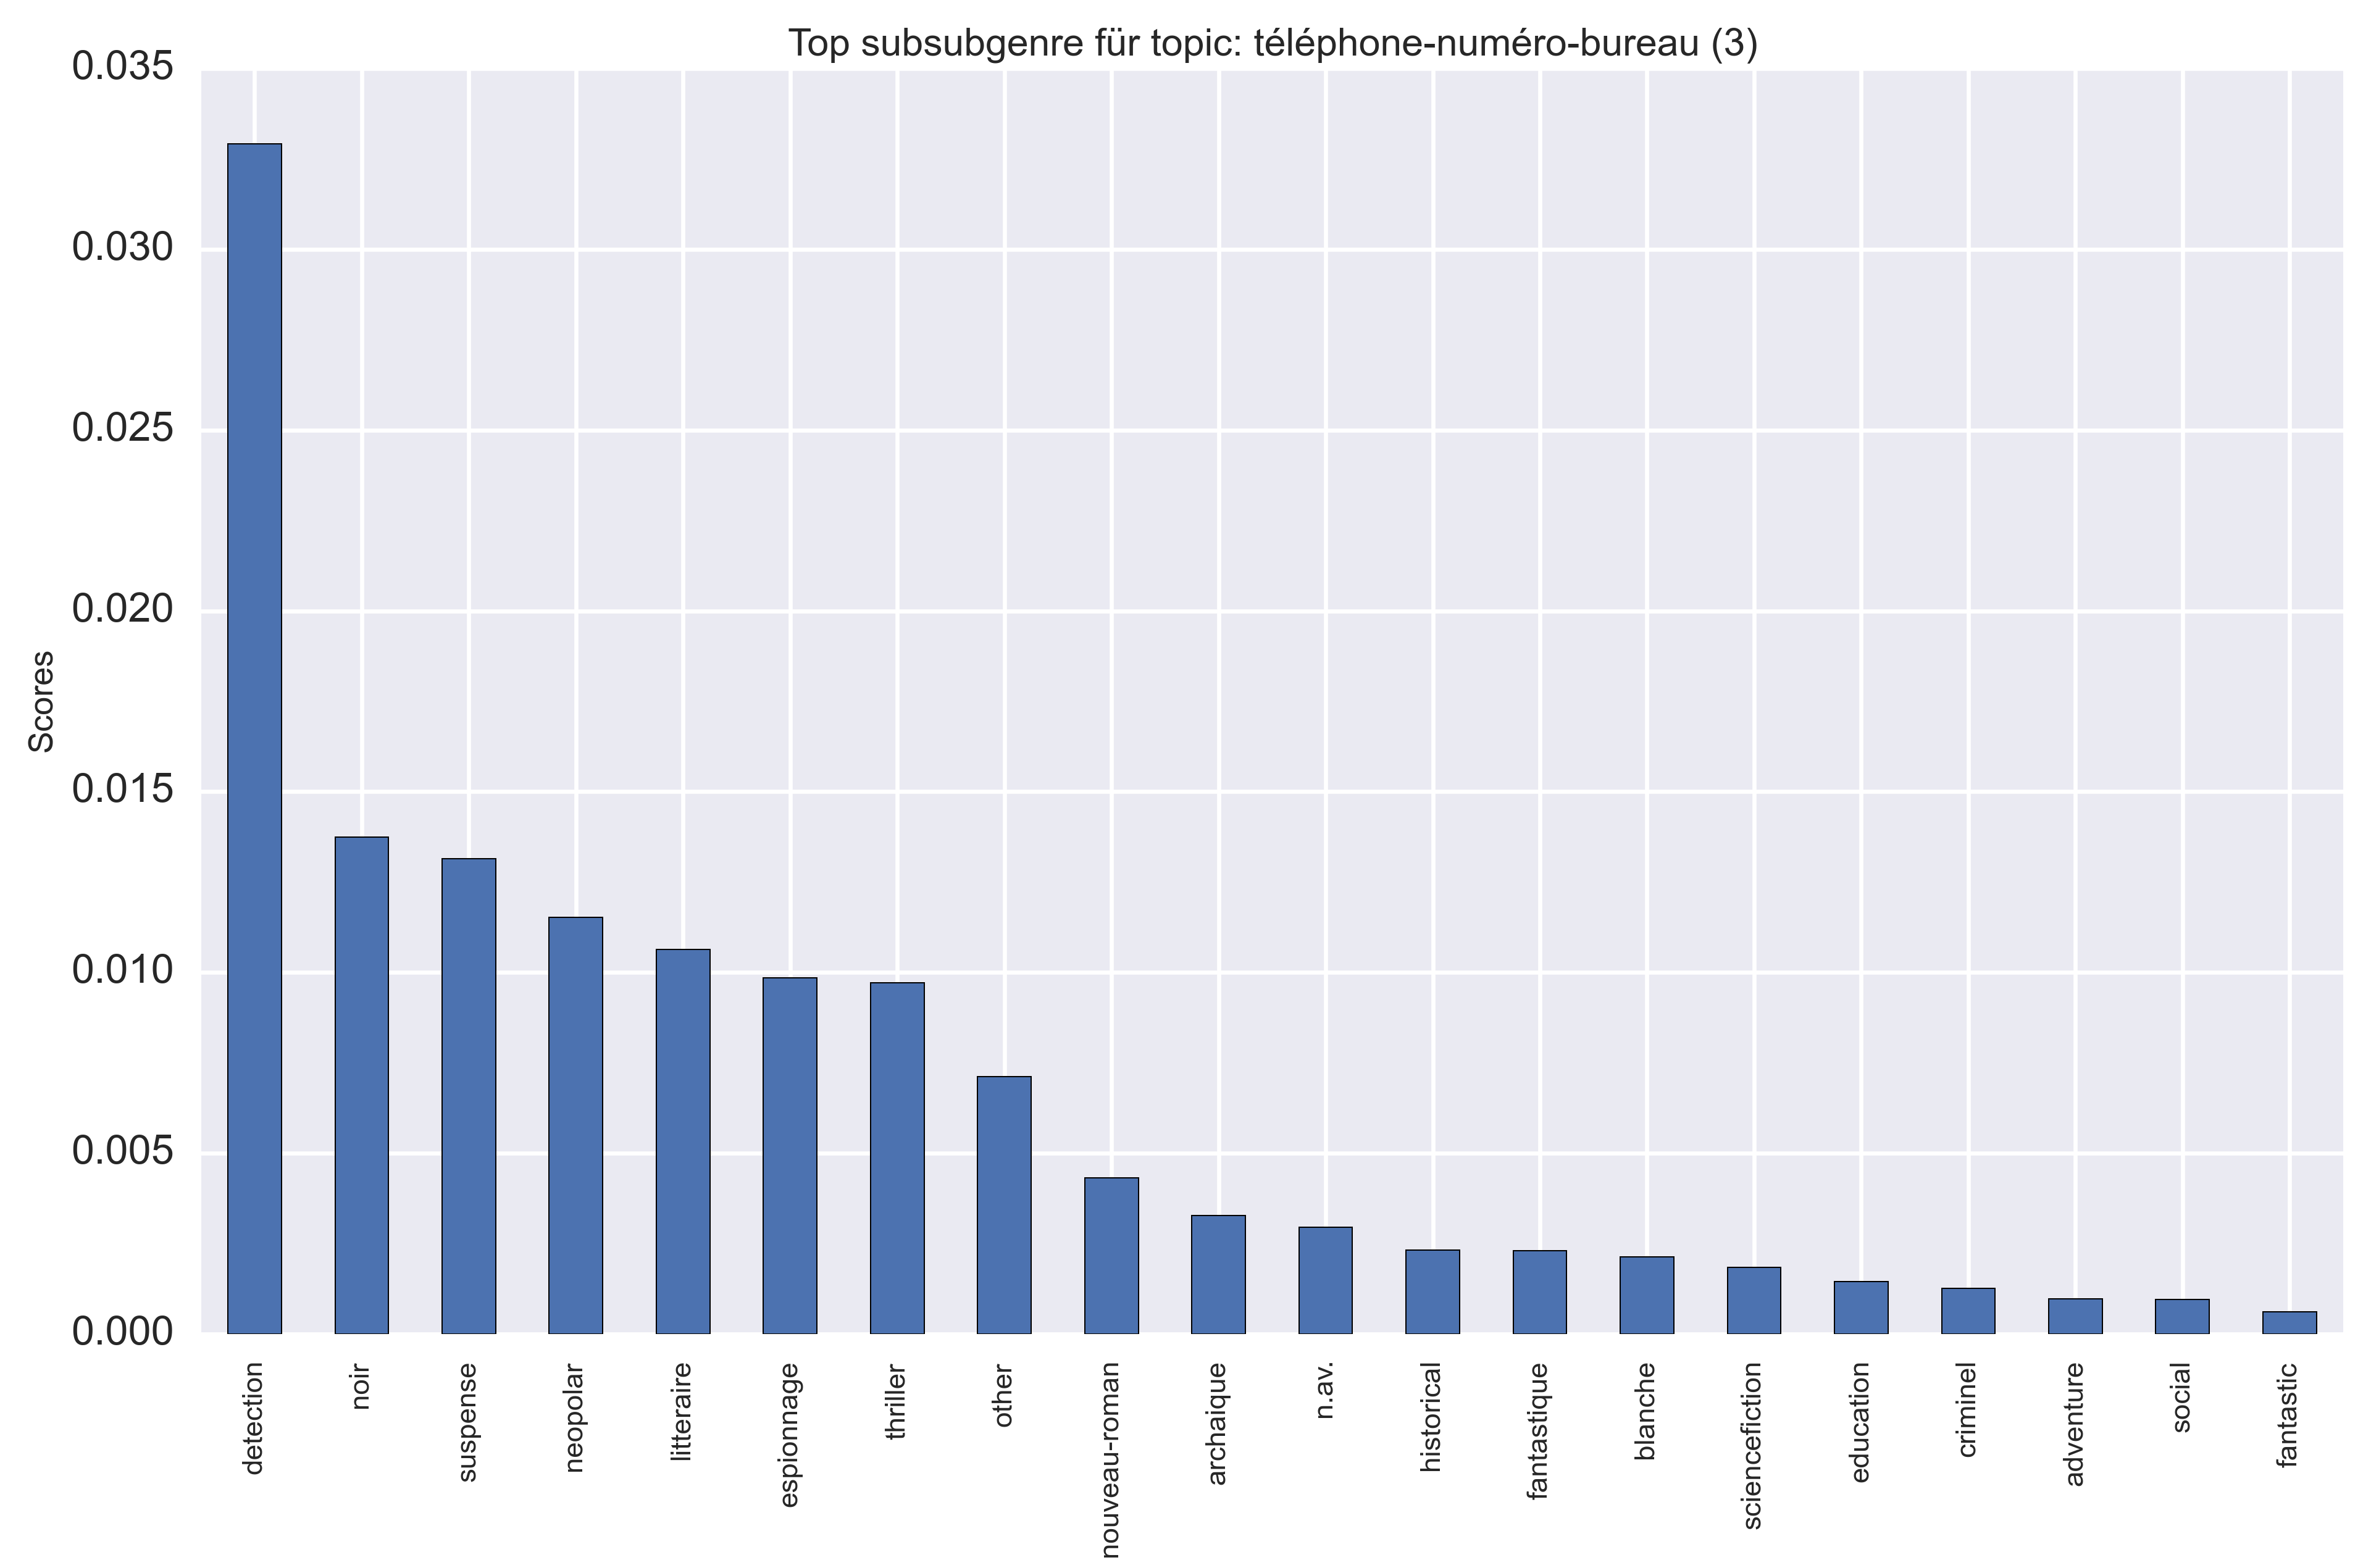 Top subsubgenre für topic: téléphone-numéro-bureau (3)
0.035
0.030
0.025
0.020
0.015
0.010
0.005
0.000
Scores
detection
noir
suspense
neopolar
litteraire
espionnage
thriller
other
nouveau-roman
archaique
n.av.
historical
fantastique
blanche
sciencefiction
education
criminel
adventure
social
fantastic